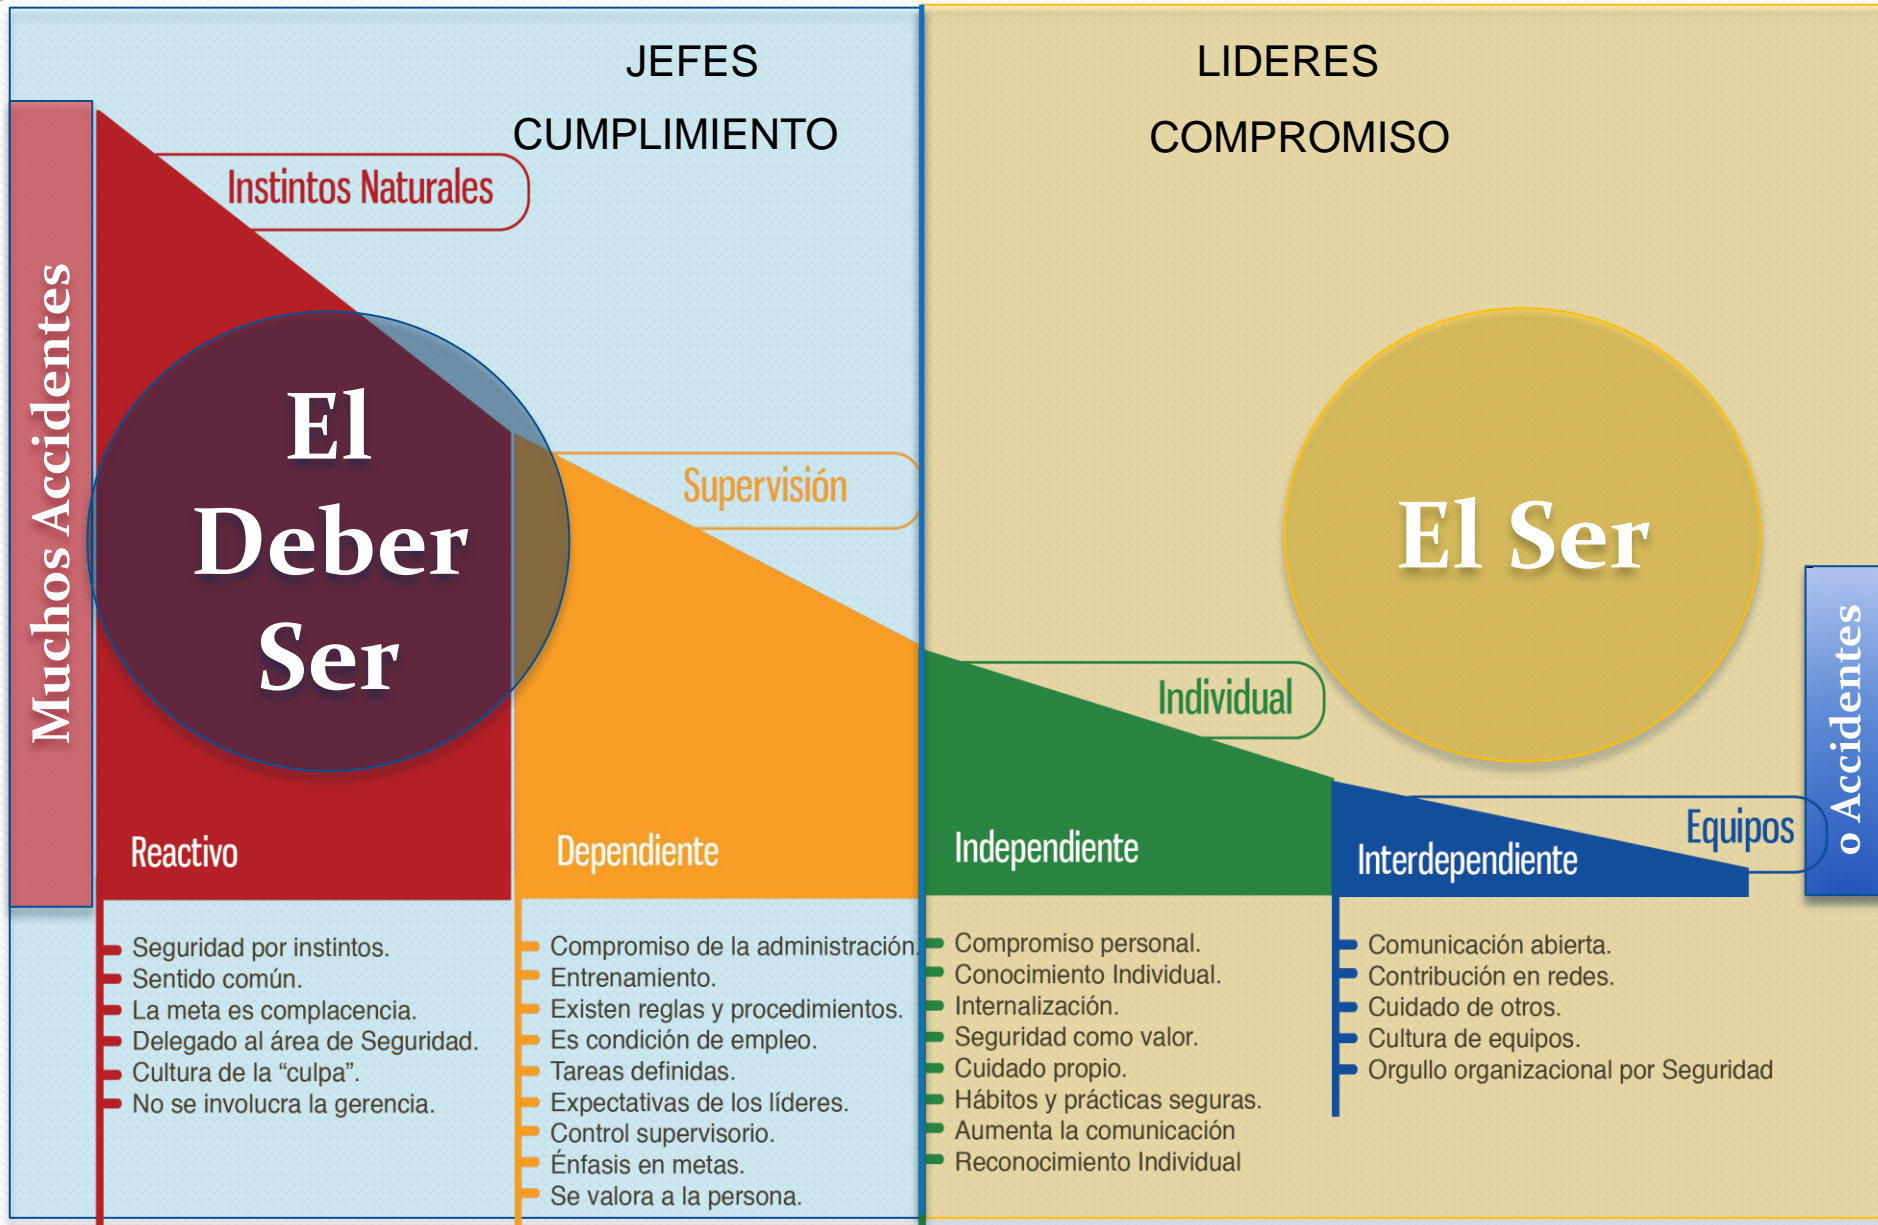 JEFES
CUMPLIMIENTO
LIDERES
COMPROMISO
Muchos Accidentes
Instintos Naturales
El
Deber
Ser
Supervisión
El Ser
Individual
Equipos
o Accidentes
Reactivo
Dependiente
Independiente
Interdependiente
Seguridad por instintos.
Sentido común.
La meta es complacencia.
Delegado al área de Seguridad.
Cultura de la “culpa”.
No se involucra la gerencia.
Compromiso de la administración.
Entrenamiento.
Existen reglas y procedimientos.
Es condición de empleo.
Tareas definidas.
Expectativas de los líderes.
Control supervisorio.
Énfasis en metas.
Se valora a la persona.
Compromiso personal.
Conocimiento Individual.
Internalización.
Seguridad como valor.
Cuidado propio.
Hábitos y prácticas seguras.
Aumenta la comunicación
Reconocimiento Individual
Comunicación abierta.
Contribución en redes.
Cuidado de otros.
Cultura de equipos.
Orgullo organizacional por Seguridad